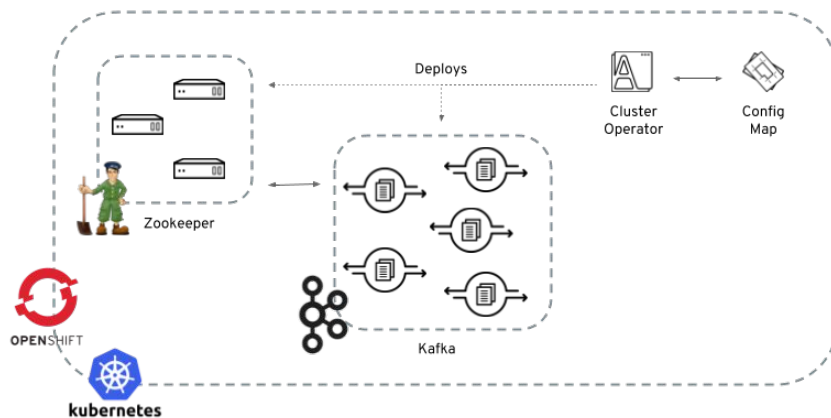 Deploys
Cluster
Operator
Config
Map
Zookeeper
Kafka
OPENSHIFT
kubernetes